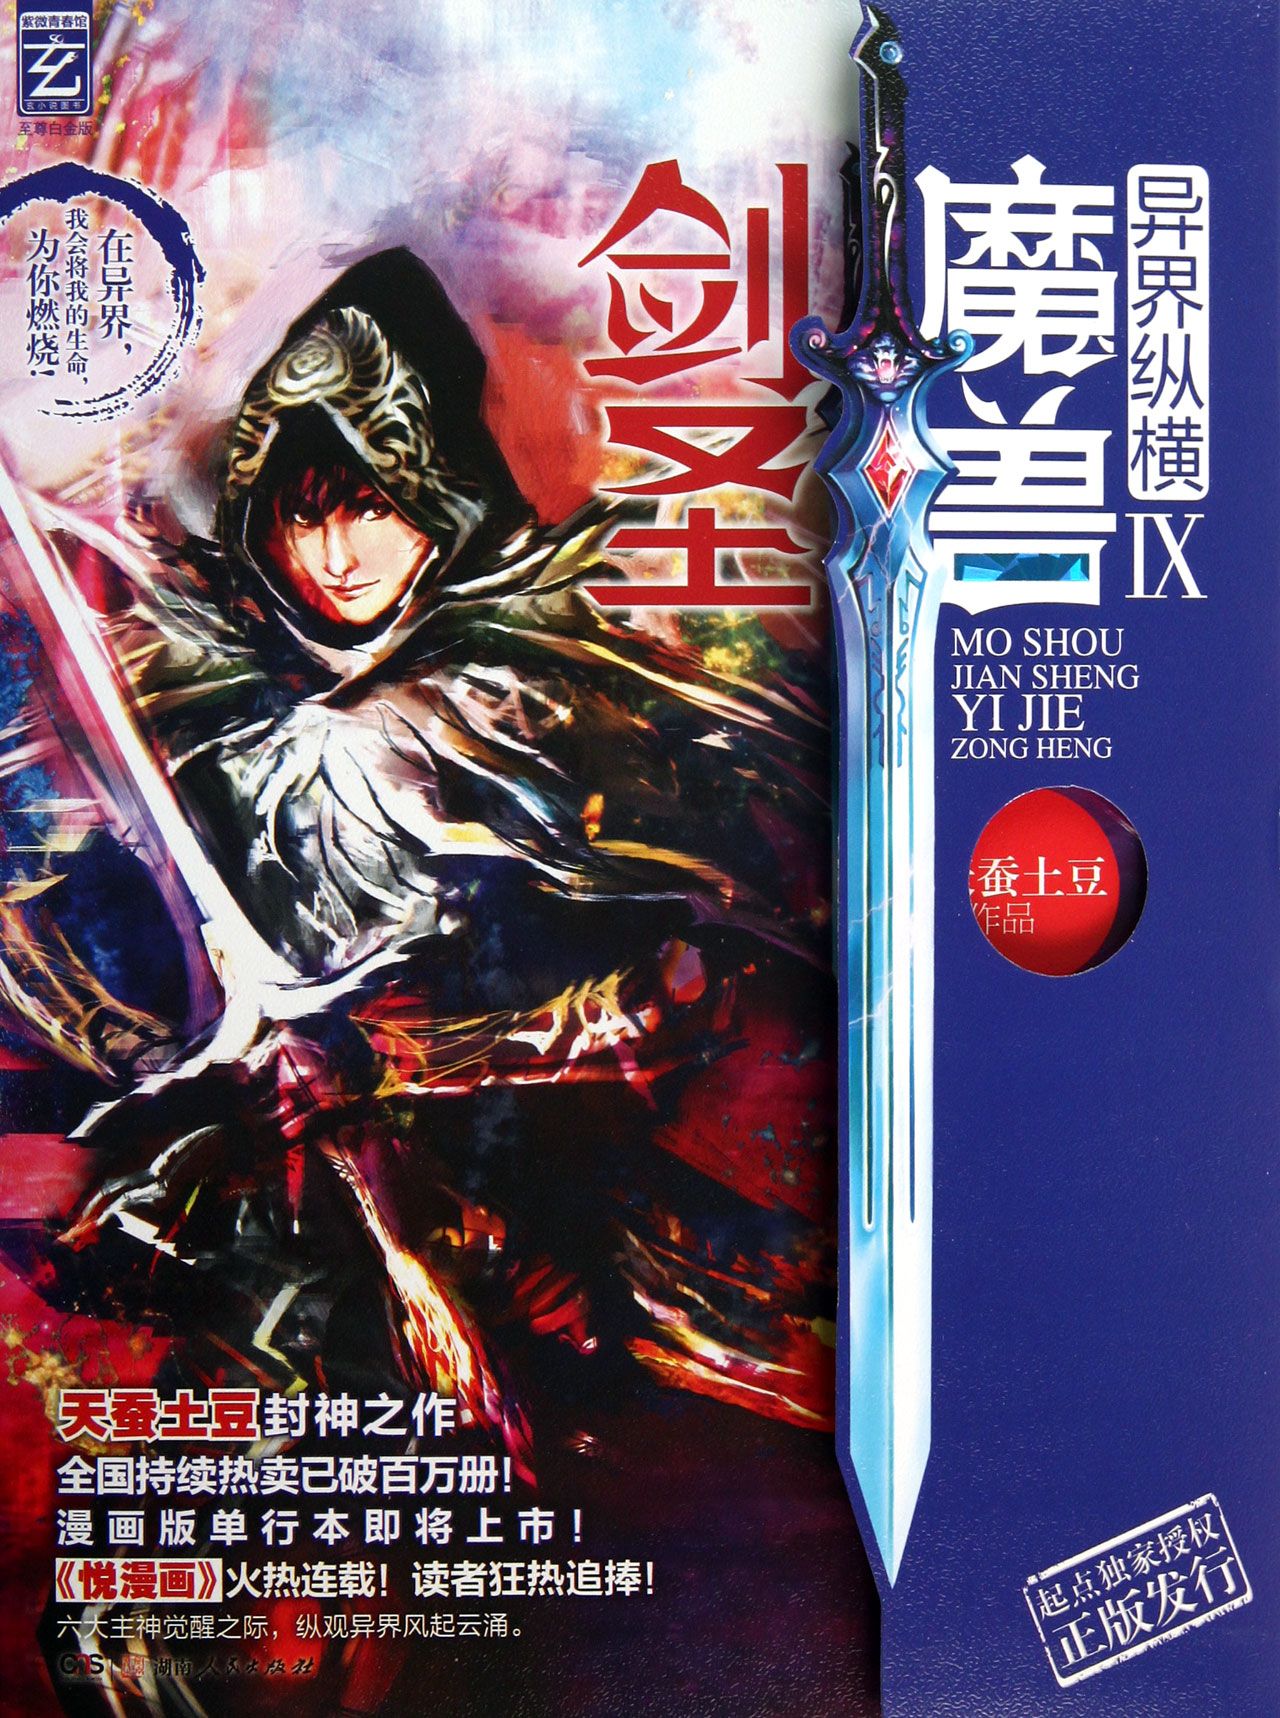 紫微青春馆
玄
玄小说图书
至尊白金版
在异界，
我会将我的生命，
为你燃烧！
魔兽
剑圣
异界纵横
IX
MO SHOU
JIAN SHENG
YI JIE
ZONG HENG
蚕土豆
作品
天蚕土豆封神之作
全国持续热卖已破百万册！
漫画版单行本即将上市！
《悦漫画》火热连载！读者狂热追捧！
六大主神觉醒之际，纵观异界风起云涌。
湖南人民出版社
起点独家授权
正版发行